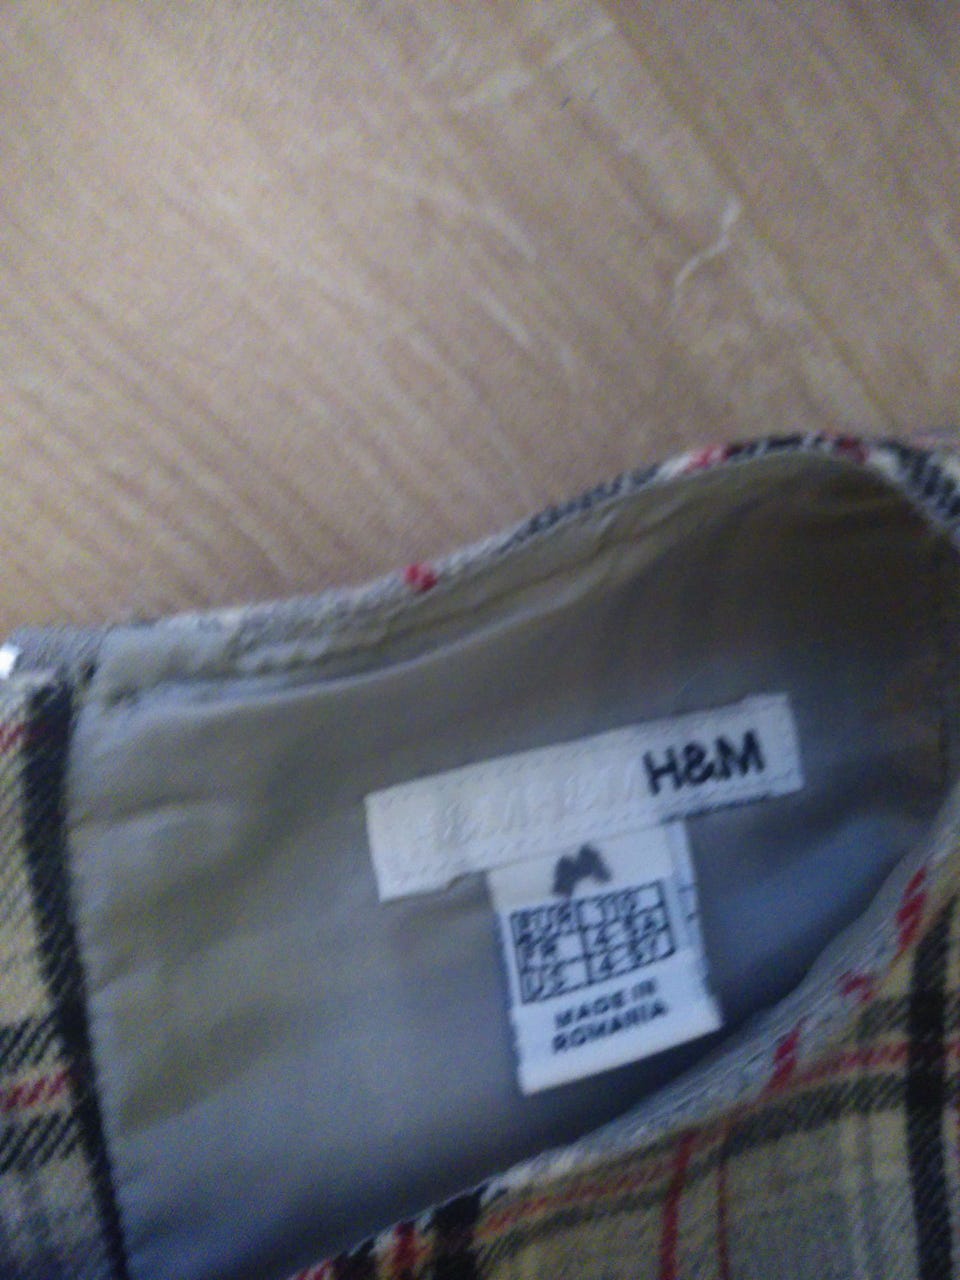 H&M H&M H&M
M
EUR 110
FR 4-5A
US 4-5Y
MADE IN
ROMANIA